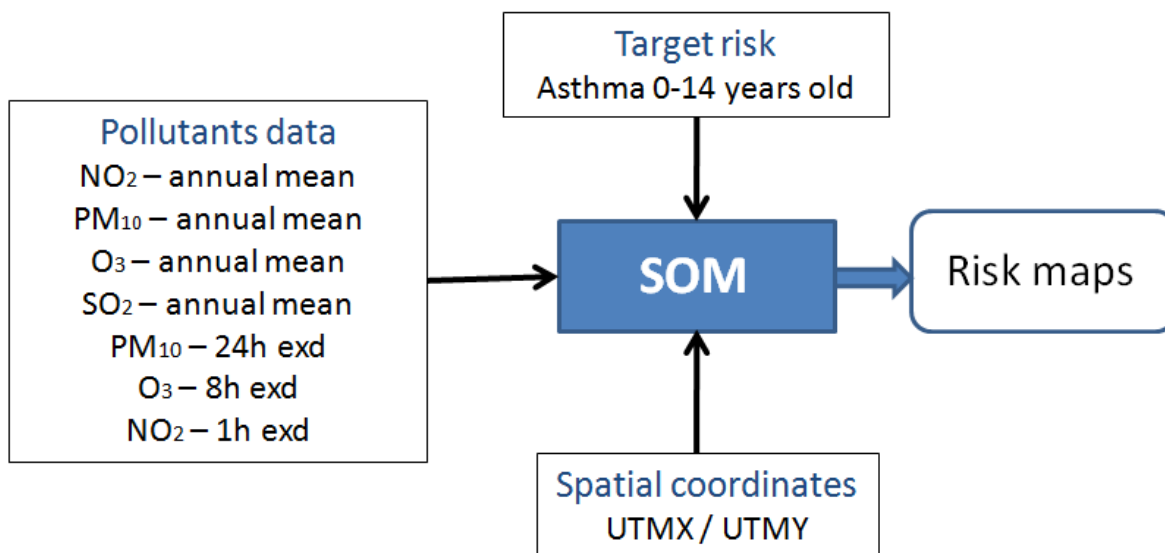 Target risk
Asthma 0-14 years old
Pollutants data
NO₂ – annual mean
PM₁₀ – annual mean
O₃ – annual mean
SO₂ – annual mean
PM₁₀ – 24h exd
O₃ – 8h exd
NO₂ – 1h exd
SOM
Risk maps
Spatial coordinates
UTMX / UTMY